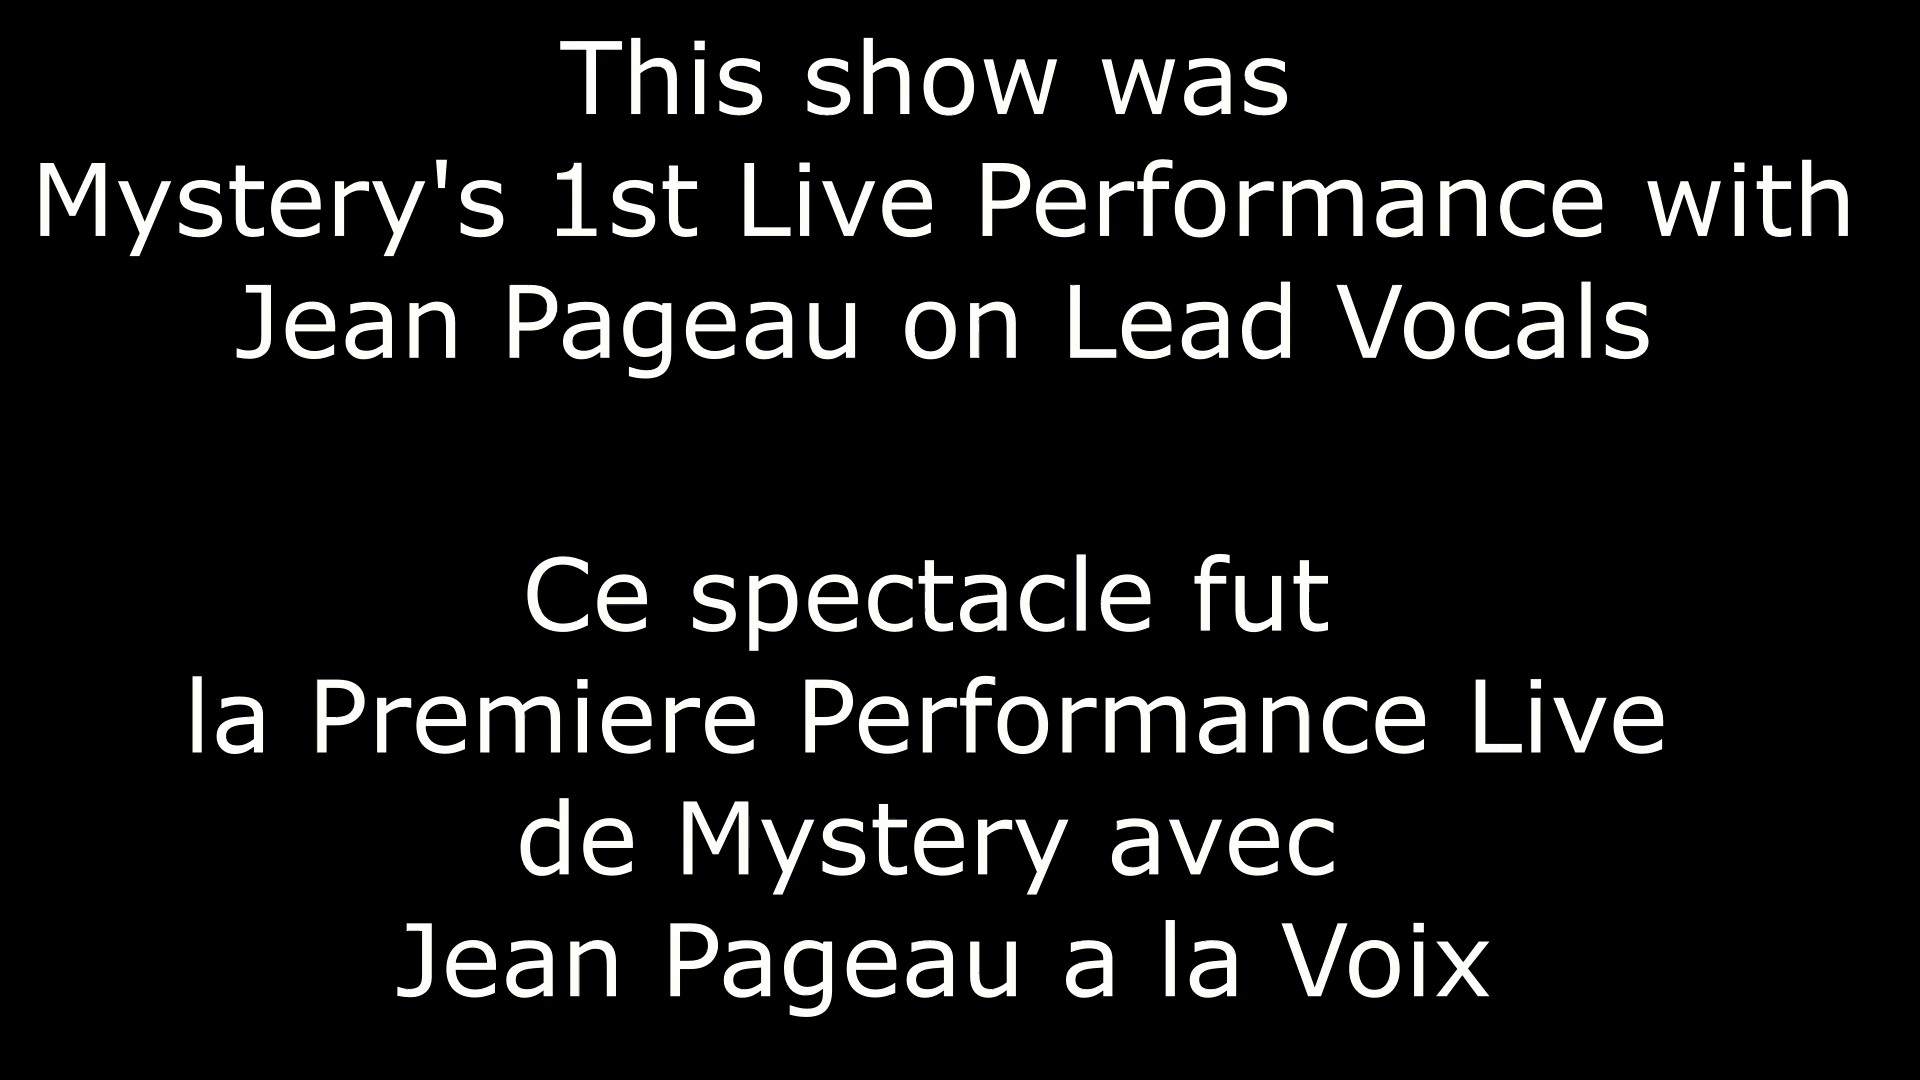 This show was
Mystery's 1st Live Performance with
Jean Pageau on Lead Vocals
Ce spectacle fut
la Premiere Performance Live
de Mystery avec
Jean Pageau a la Voix